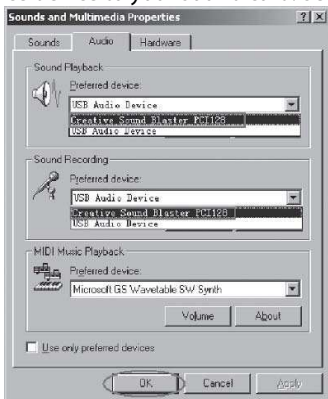 Sounds and Multimedia Properties
Sounds Audio Hardware
Sound Playback
Preferred device:
USB Audio Device
Creative Sound Blaster PCI128
USB Audio Device
Sound Recording
Preferred device:
USB Audio Device
Creative Sound Blaster PCI128
USB Audio Device
MIDI Music Playback
Preferred device:
Microsoft GS Wavetable SW Synth
Volume About
Use only preferred devices
OK Cancel Apply